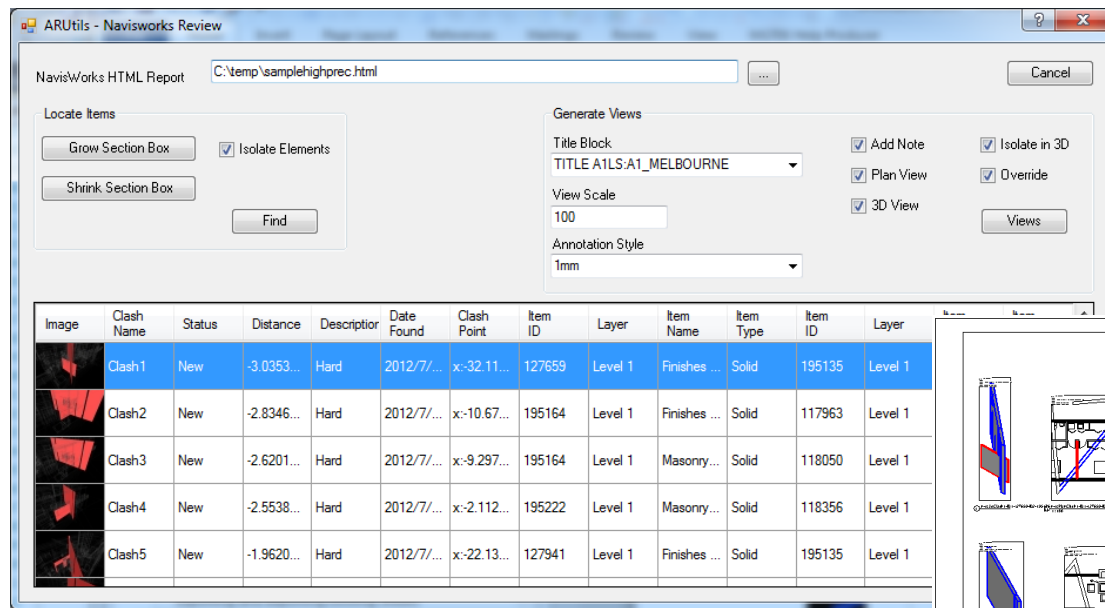 ARUtils - Navisworks Review
NavisWorks HTML Report C:\temp\samplehighprec.html ... Cancel
Locate Items
Grow Section Box Isolate Elements
Shrink Section Box
Find
Generate Views
Title Block
TITLE A1LS:A1_MELBOURNE
View Scale
100
Annotation Style
1mm
Add Note Isolate in 3D
Plan View Override
3D View
Views
Image Clash Name Status Distance Description Date Found Clash Point Item ID Layer Item Name Item Type Item ID Layer
Clash1 New -3.0353... Hard 2012/7/... x:-32.11... 127659 Level 1 Finishes ... Solid 195135 Level 1
Clash2 New -2.8346... Hard 2012/7/... x:-10.67... 195164 Level 1 Finishes ... Solid 117963 Level 1
Clash3 New -2.6201... Hard 2012/7/... x:-9.297... 195164 Level 1 Masonry... Solid 118050 Level 1
Clash4 New -2.5538... Hard 2012/7/... x:-2.112... 195222 Level 1 Masonry... Solid 118356 Level 1
Clash5 New -1.9620... Hard 2012/7/... x:-22.13... 127941 Level 1 Finishes ... Solid 195135 Level 1